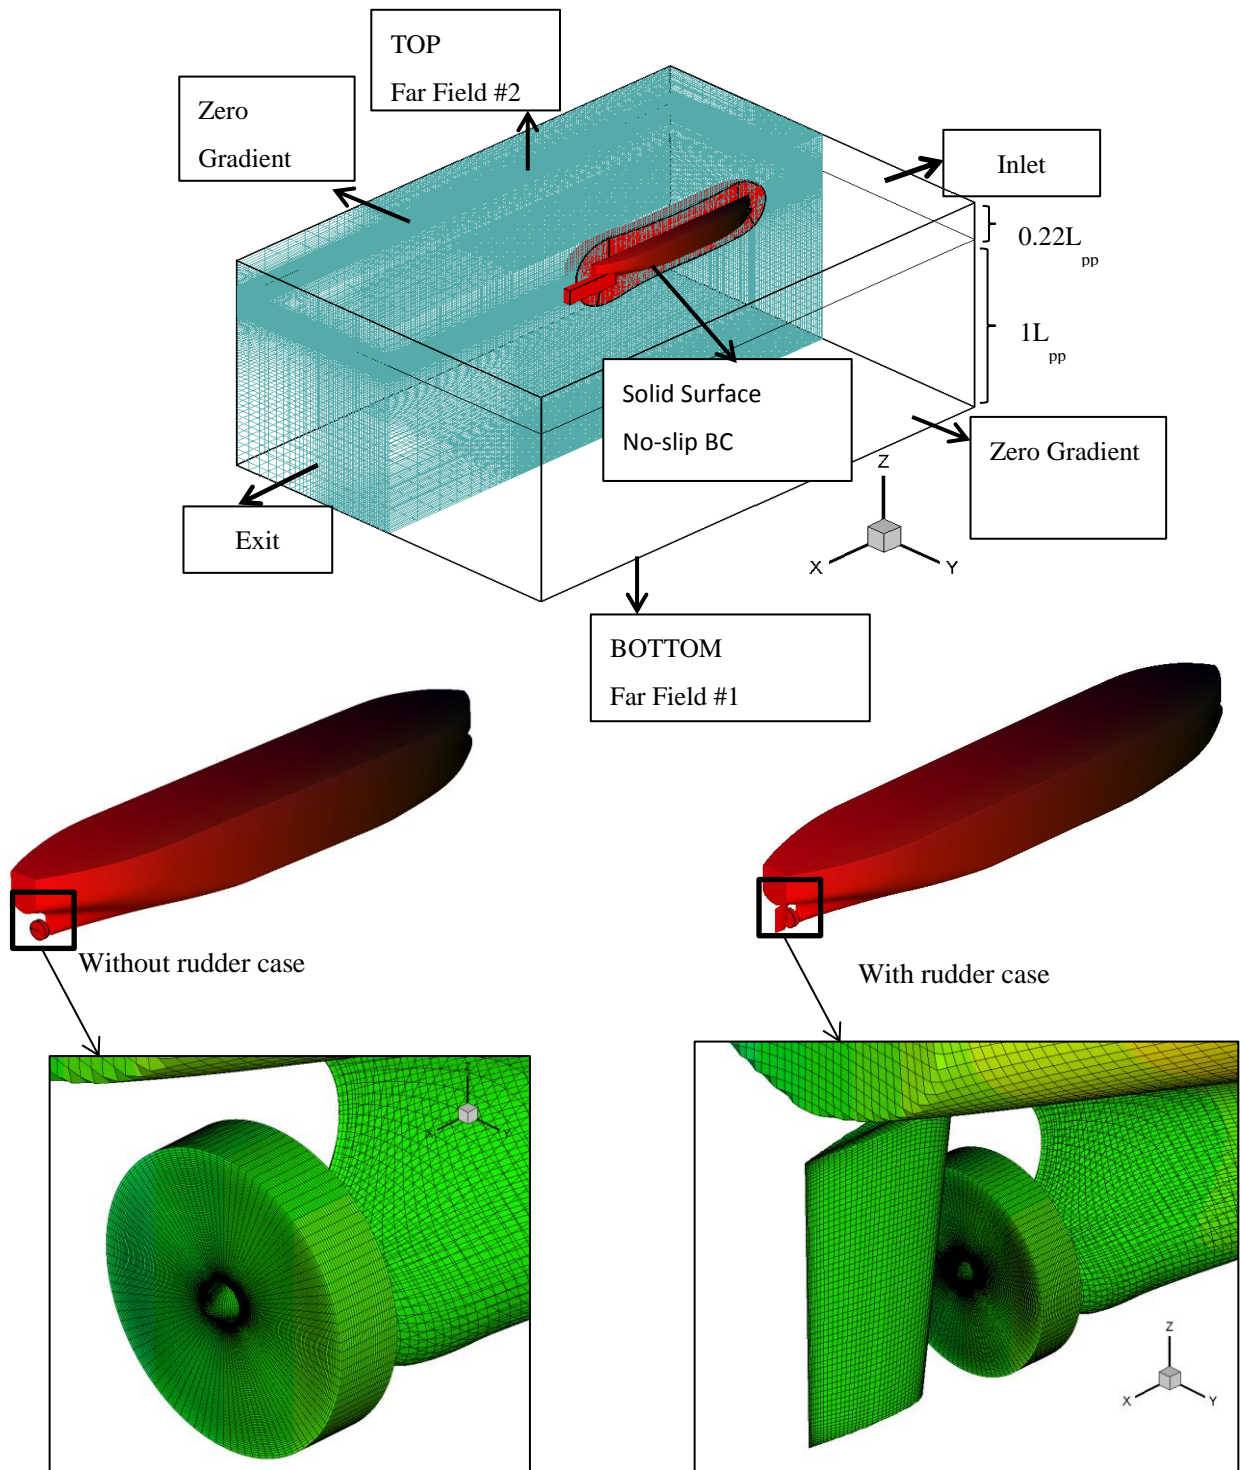 TOP
Far Field #2
Zero
Gradient
Inlet
0.22L
pp
1L
pp
Solid Surface
No-slip BC
Zero Gradient
Z
X
Y
Exit
BOTTOM
Far Field #1
Without rudder case
With rudder case
Z
X
Y